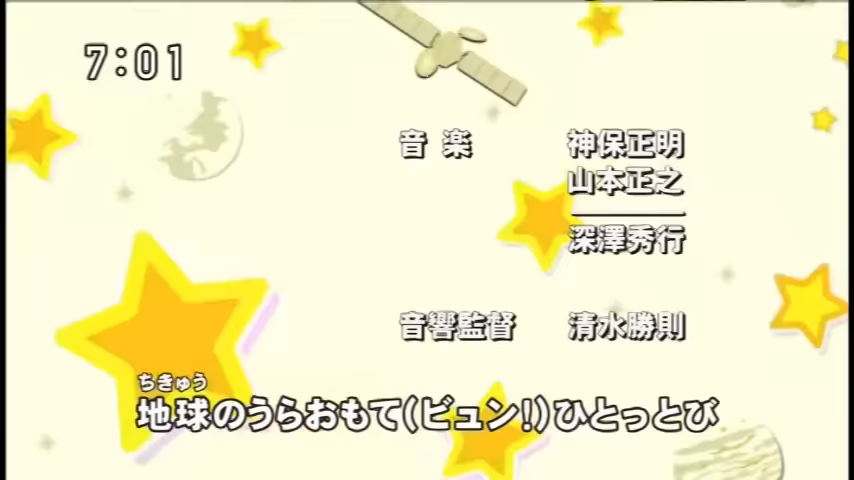 7:01
音楽 神保正明
山本正之
深澤秀行
音響監督 清水勝則
ちきゅう
地球のうらおもて(ビュン!)ひとっとび